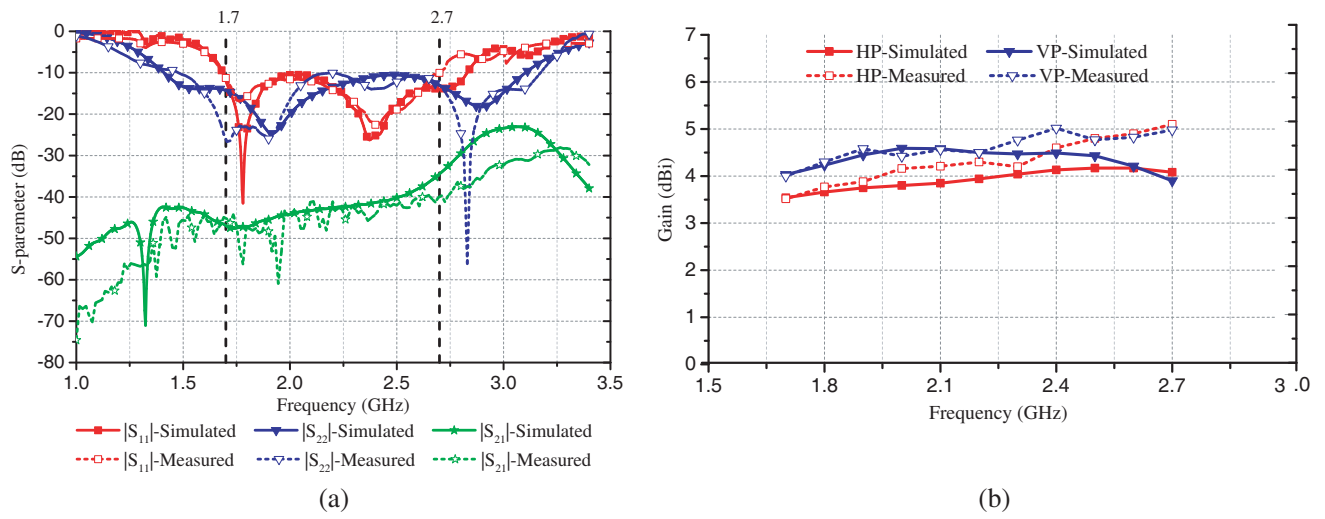 1.7
2.7
0
-10
-20
-30
-40
-50
-60
-70
-80
S-paremeter (dB)
1.0
1.5
2.0
2.5
3.0
3.5
Frequency (GHz)
|S11|-Simulated
|S22|-Simulated
|S21|-Simulated
|S11|-Measured
|S22|-Measured
|S21|-Measured
(a)
7
6
5
4
3
2
1
0
Gain (dBi)
HP-Simulated
VP-Simulated
HP-Measured
VP-Measured
1.5
1.8
2.1
2.4
2.7
3 .0
Frequency (GHz)
(b)